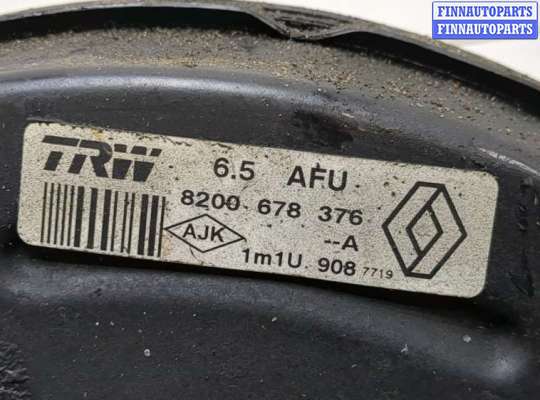 FINNAUTOPARTS
FINNAUTOPARTS
TRW 6.5 AFU
8200 678 376
AJK --A
1m1U 908 7719